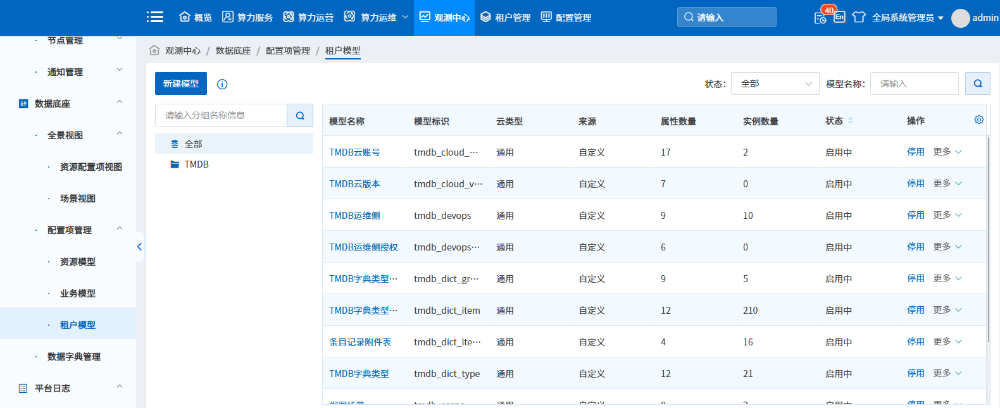 概览 算力服务 算力运营 算力运维 观测中心 租户管理 配置管理 请输入 40 En 全局系统管理员 admin
节点管理
通知管理
数据底座
全景视图
资源配置项视图
场景视图
配置项管理
资源模型
业务模型
租户模型
数据字典管理
平台日志
观测中心 / 数据底座 / 配置项管理 / 租户模型
新建模型 状态： 全部 模型名称： 请输入
请输入分组名称信息
全部
TMDB
模型名称 模型标识 云类型 来源 属性数量 实例数量 状态 操作
TMDB云账号 tmdb_cloud_··· 通用 自定义 17 2 启用中 停用 更多
TMDB云版本 tmdb_cloud_v··· 通用 自定义 7 0 启用中 停用 更多
TMDB运维侧 tmdb_devops 通用 自定义 9 10 启用中 停用 更多
TMDB运维侧授权 tmdb_devops··· 通用 自定义 6 0 启用中 停用 更多
TMDB字典类型··· tmdb_dict_gr··· 通用 自定义 9 5 启用中 停用 更多
TMDB字典类型··· tmdb_dict_item 通用 自定义 12 210 启用中 停用 更多
条目记录附件表 tmdb_dict_ite··· 通用 自定义 4 16 启用中 停用 更多
TMDB字典类型 tmdb_dict_type 通用 自定义 12 21 启用中 停用 更多
视图场景 通用 自定义 启用中 停用 更多